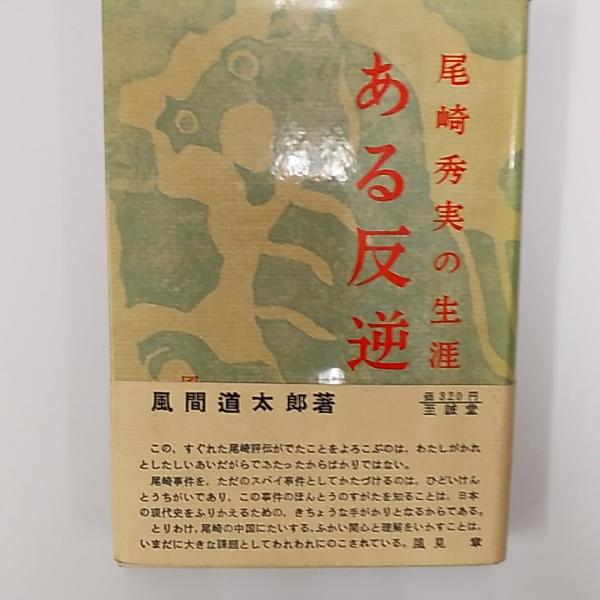 尾崎秀実の生涯
ある反逆
風間道太郎著
価320円
至誠堂
この，すぐれた尾崎評伝がでたことをよろこぶのは，わたしがかれ
としたしいあいだがらであったからばかりではない。
尾崎事件を，ただのスパイ事件としてかたづけるのは，ひどいけん
とうちがいであり，この事件のほんとうのすがたを知ることは，日本
の現代史をふりかえるための，きちょうな手がかりとなるからである。
とりわけ，尾崎の中国にたいする，ふかい関心と理解をいかすことは，
いまだに大きな課題としてわれわれにのこされている。風見　章